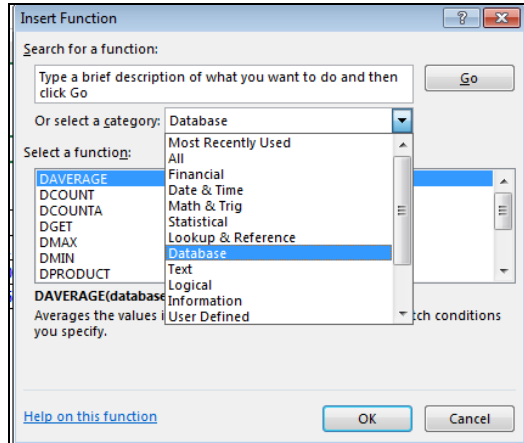 Insert Function
Search for a function:
Type a brief description of what you want to do and then
click Go
Go
Or select a category: Database
Most Recently Used
All
Financial
Date & Time
Math & Trig
Statistical
Lookup & Reference
Database
Text
Logical
Information
User Defined
Select a function:
DAVERAGE
DCOUNT
DCOUNTA
DGET
DMAX
DMIN
DPRODUCT
DAVERAGE(database
Averages the values i tch conditions
you specify.
Help on this function
OK
Cancel